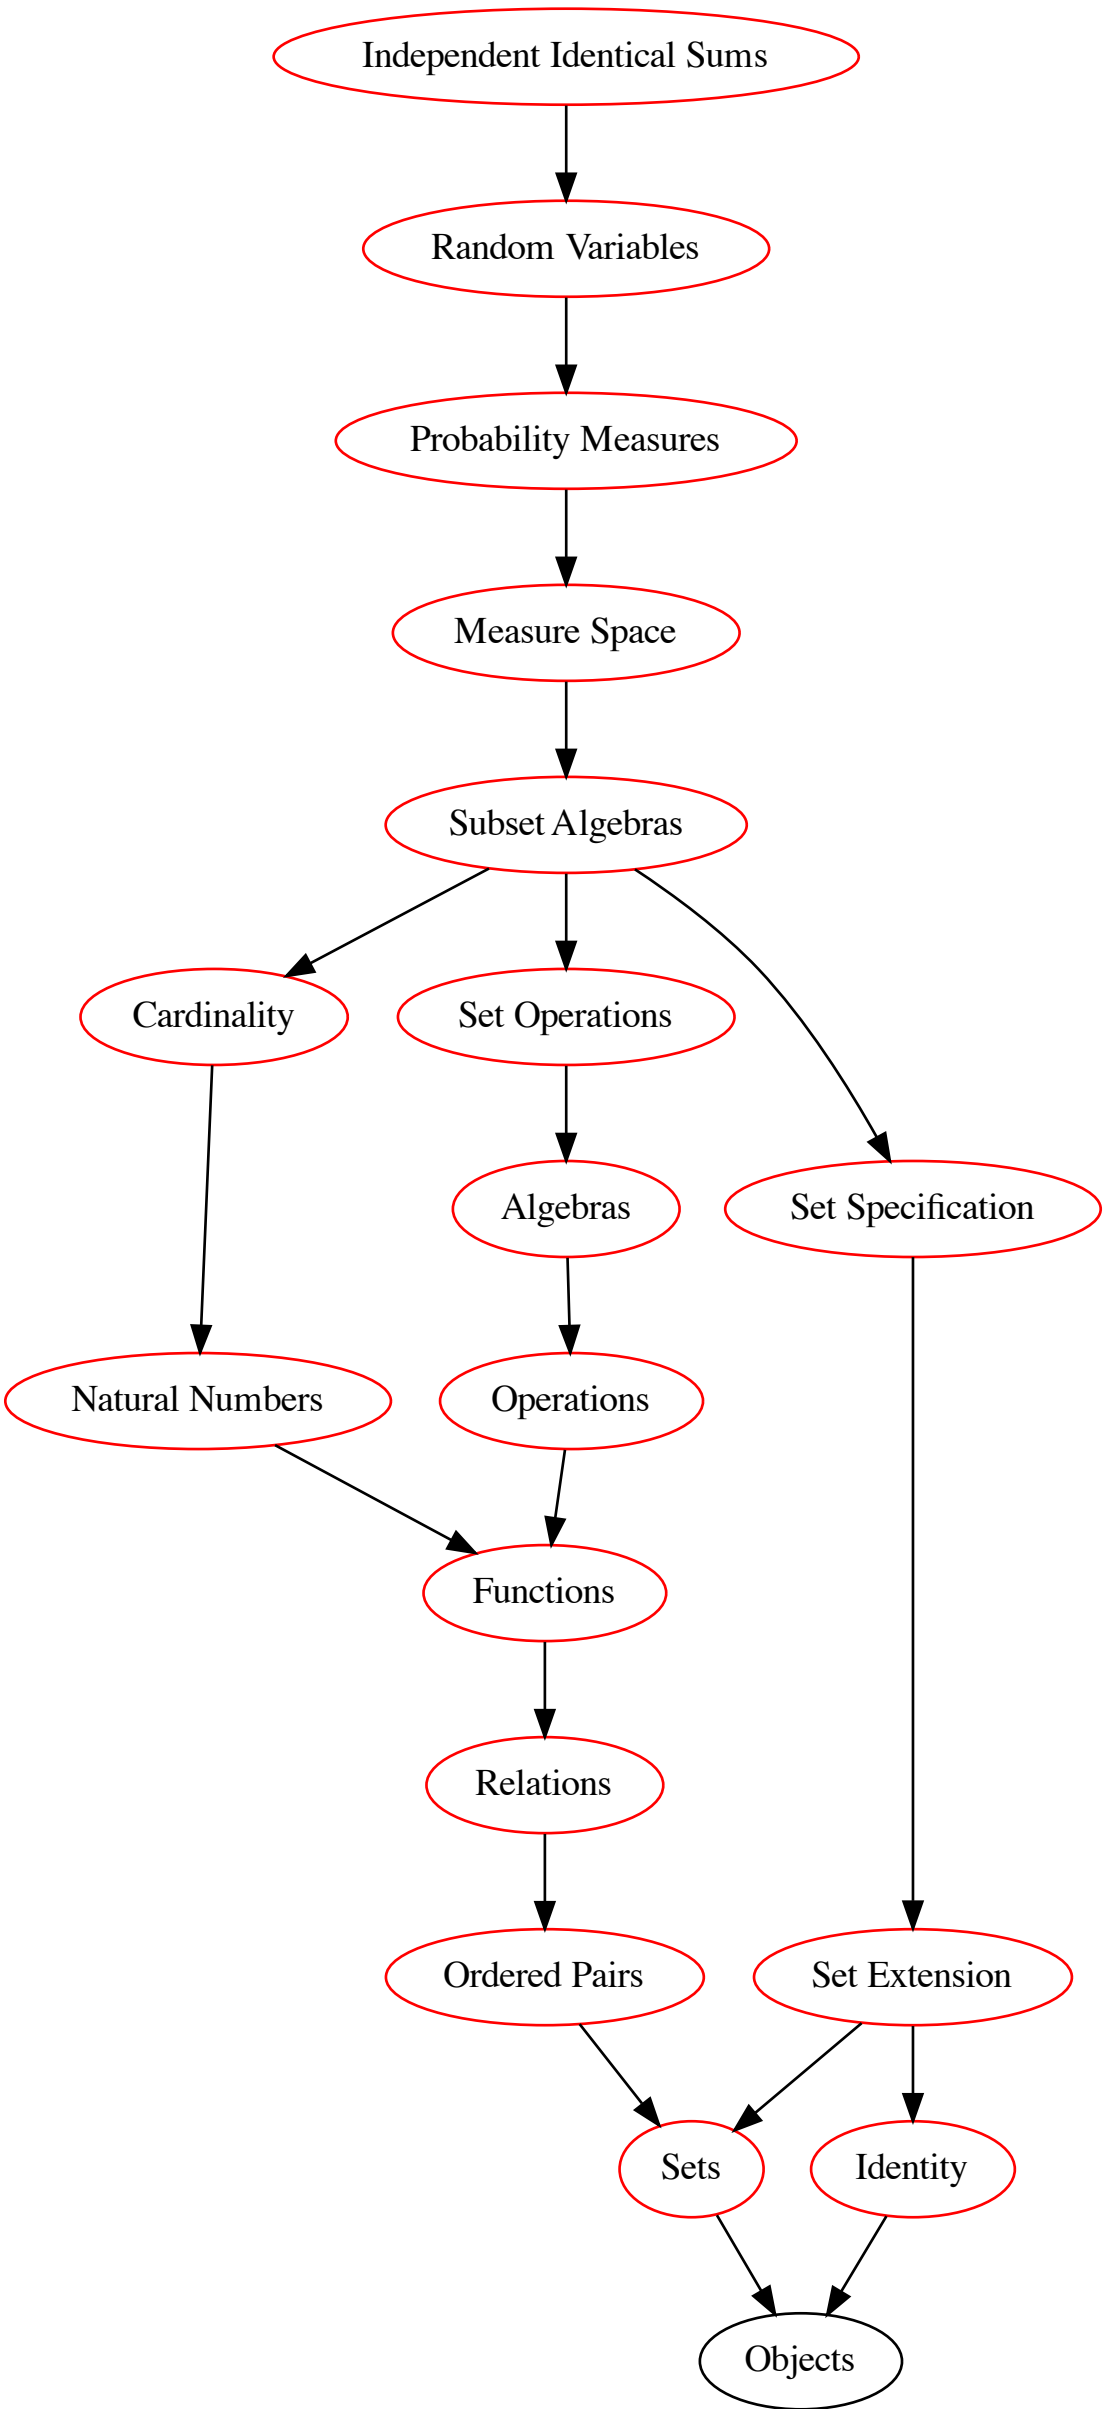 Independent Identical Sums
Random Variables
Probability Measures
Measure Space
Subset Algebras
Cardinality
Set Operations
Algebras
Set Specification
Natural Numbers
Operations
Functions
Relations
Ordered Pairs
Set Extension
Sets
Identity
Objects